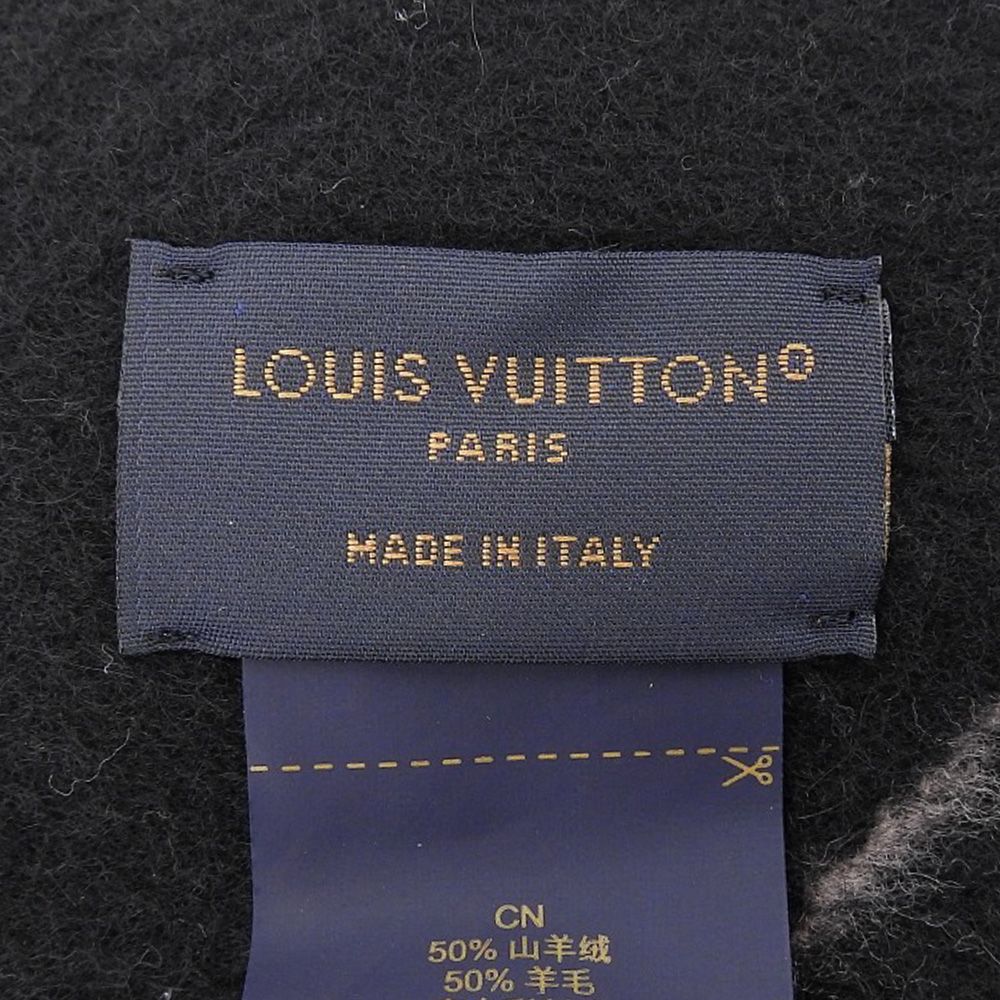 LOUIS VUITTON
PARIS
MADE IN ITALY
CN
50% 山羊绒
50% 羊毛